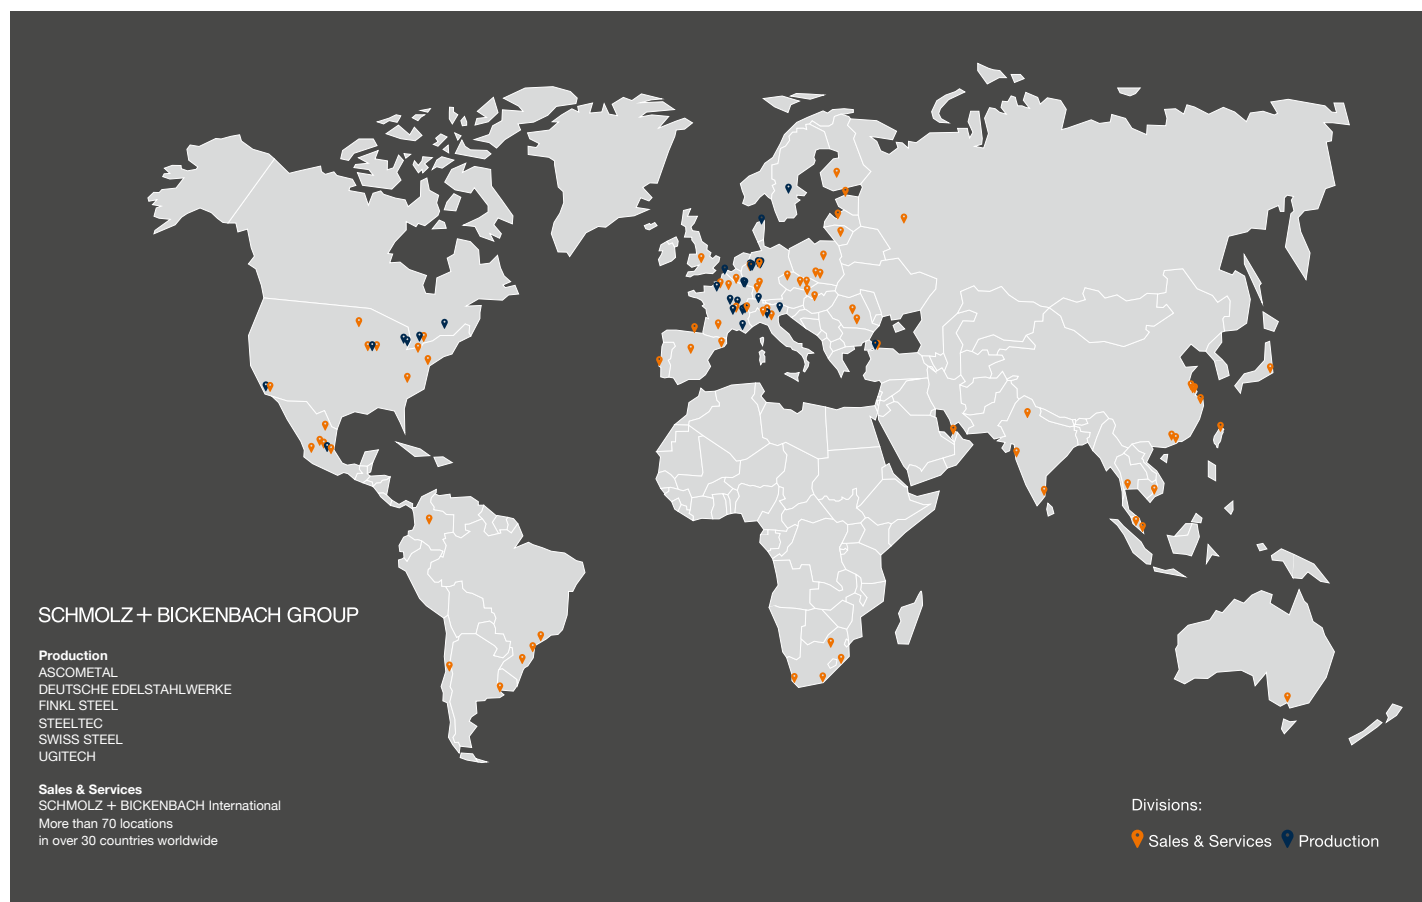 SCHMOLZ + BICKENBACH GROUP
Production
ASCOMETAL
DEUTSCHE EDELSTAHLWERKE
FINKL STEEL
STEELTEC
SWISS STEEL
UGITECH
Sales & Services
SCHMOLZ + BICKENBACH International
More than 70 locations
in over 30 countries worldwide
Divisions:
Sales & Services Production